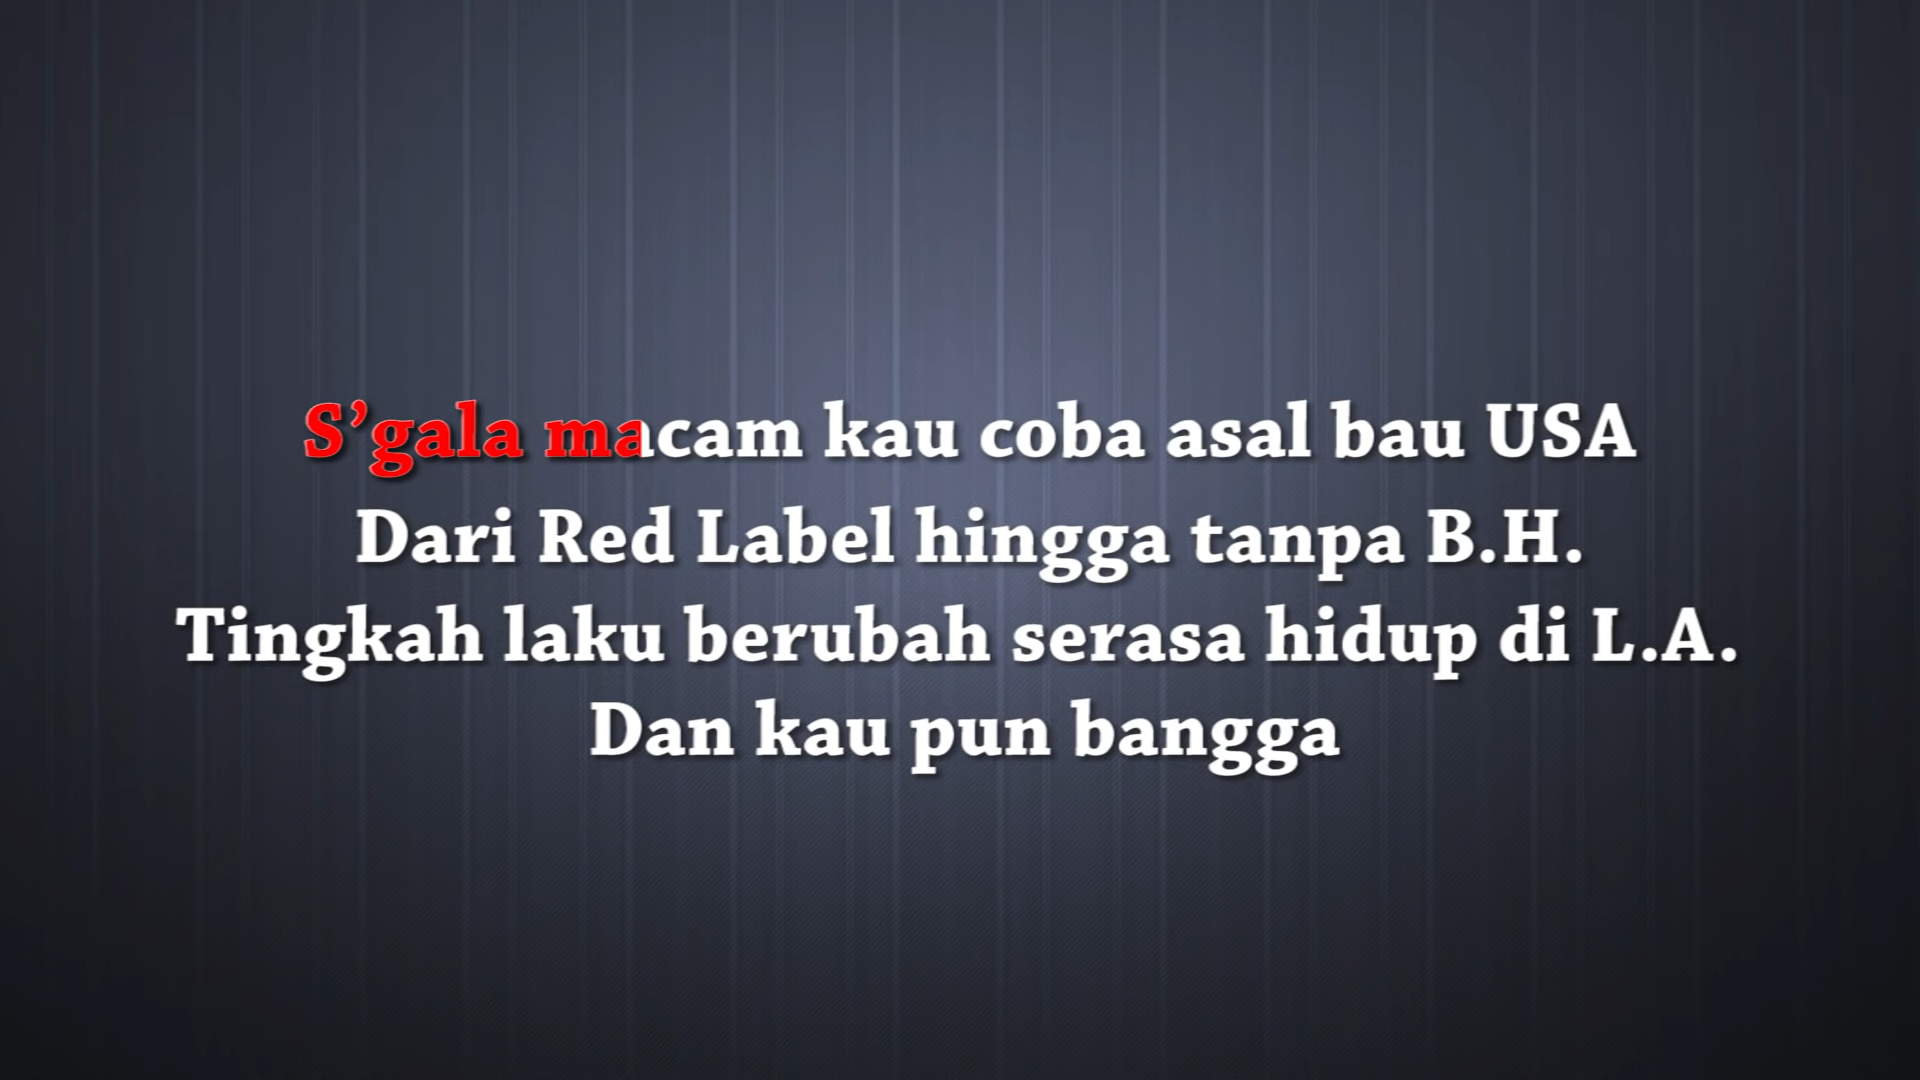 S’gala macam kau coba asal bau USA
Dari Red Label hingga tanpa B.H.
Tingkah laku berubah serasa hidup di L.A.
Dan kau pun bangga